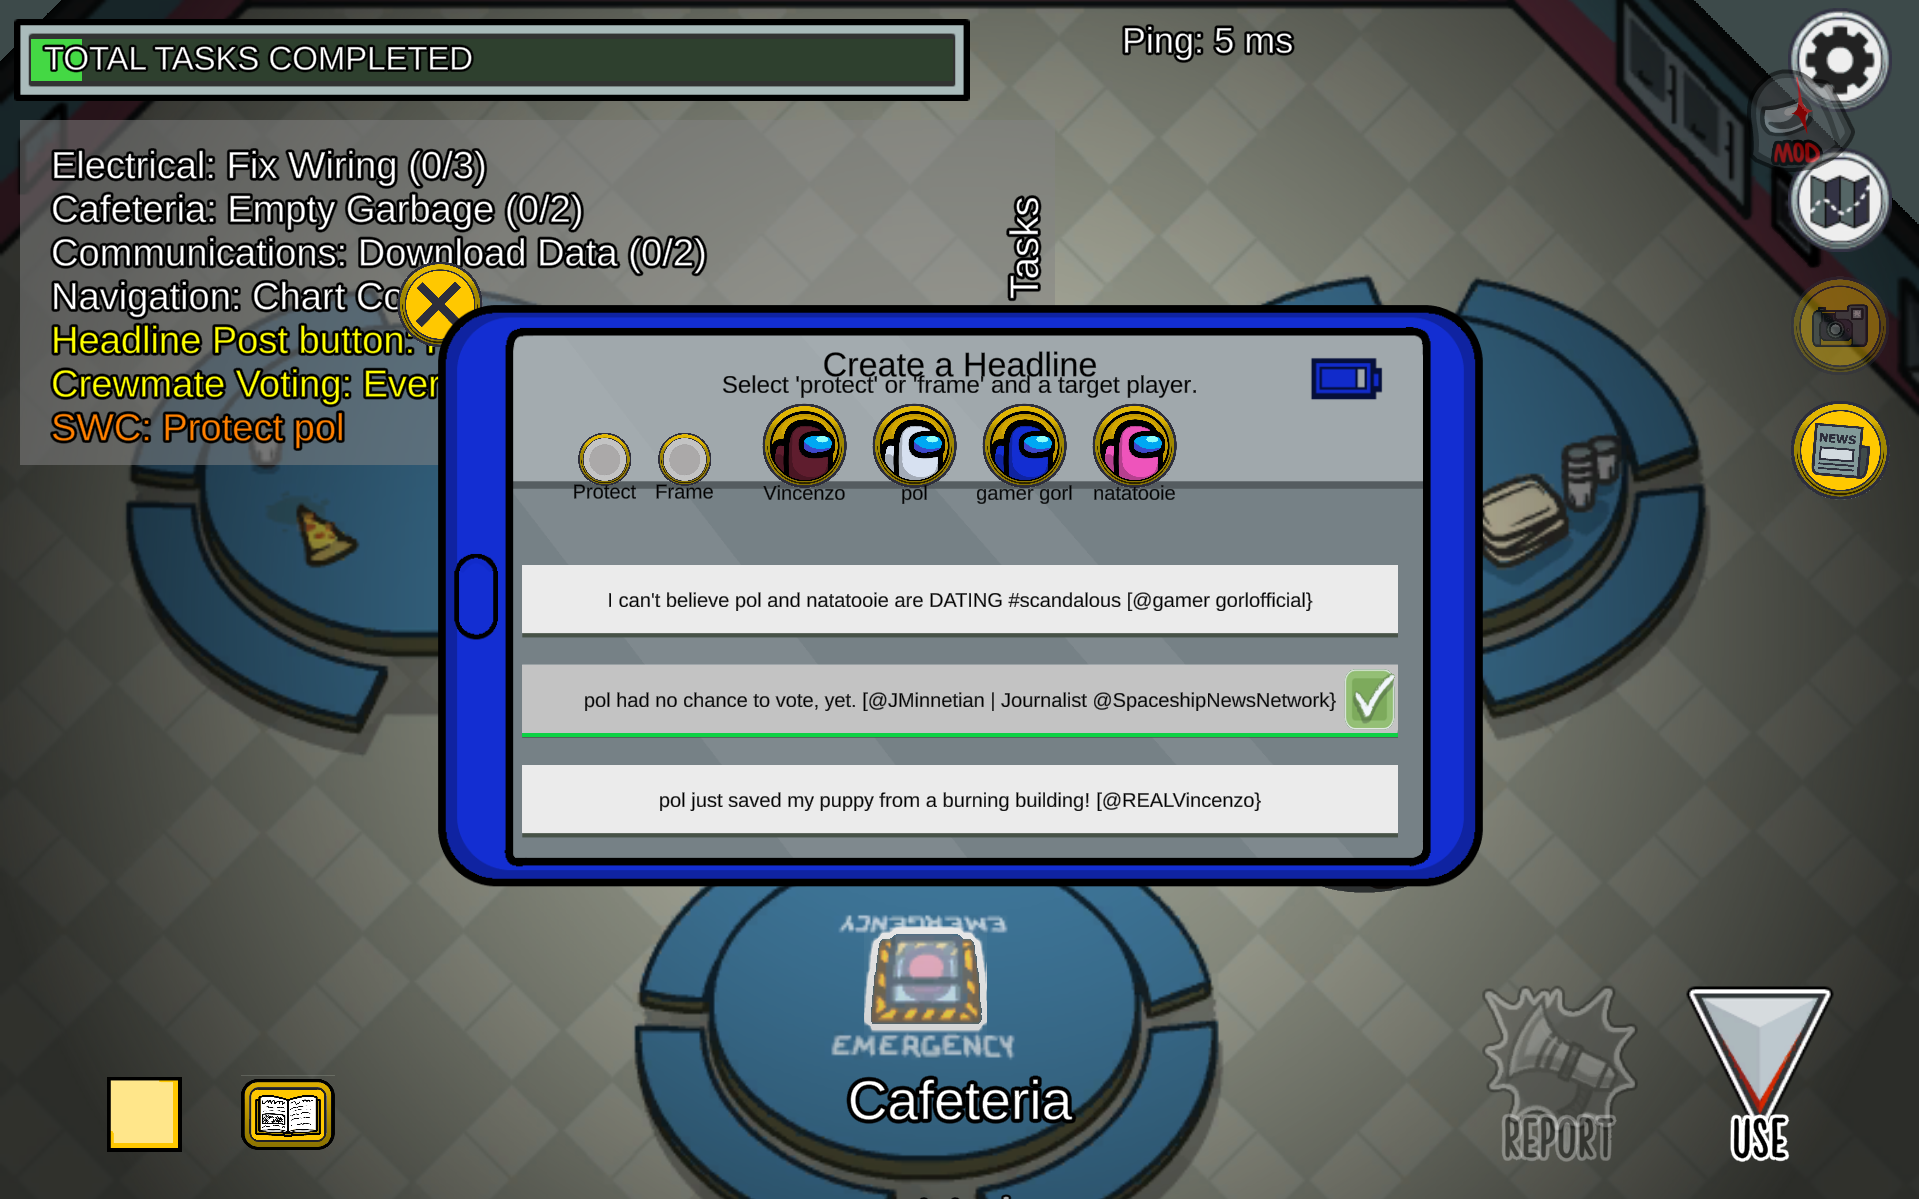 TOTAL TASKS COMPLETED
Ping: 5 ms
MOD
Electrical: Fix Wiring (0/3)
Cafeteria: Empty Garbage (0/2)
Communications: Download Data (0/2)
Navigation: Chart Co
Headline Post button:
Crewmate Voting: Ever
SWC: Protect pol
Tasks
NEWS
Create a Headline
Select 'protect' or 'frame' and a target player.
Protect Frame Vincenzo pol gamer gorl natatooie
I can't believe pol and natatooie are DATING #scandalous [@gamer gorlofficial}
pol had no chance to vote, yet. [@JMinnetian | Journalist @SpaceshipNewsNetwork}
pol just saved my puppy from a burning building! [@REALVincenzo}
EMERGENCY
EMERGENCY
Cafeteria
REPORT
USE